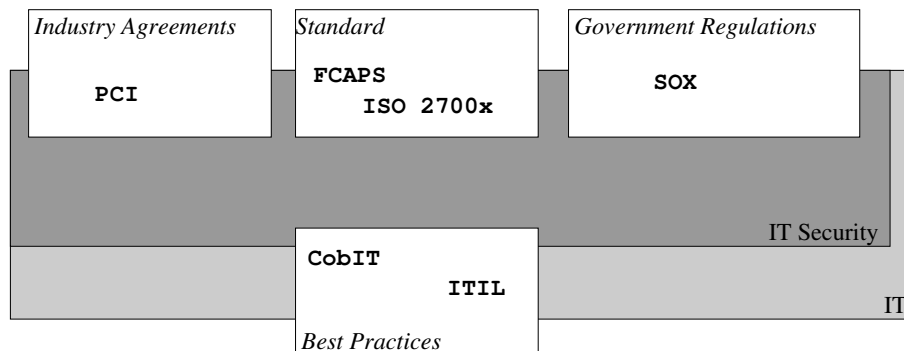 Industry Agreements
PCI
Standard
FCAPS
ISO 2700x
Government Regulations
SOX
IT Security
CobIT
ITIL
IT
Best Practices